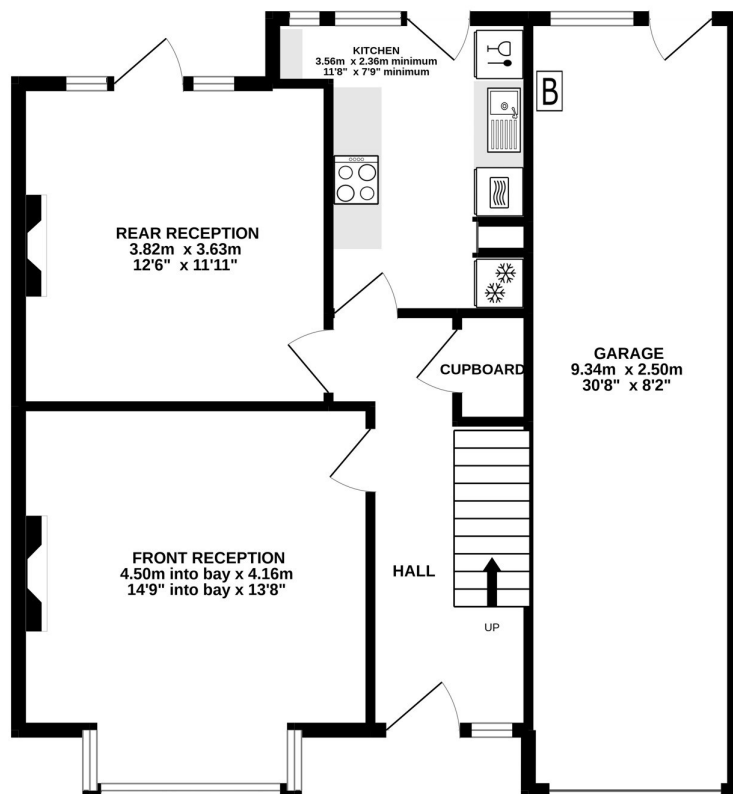 KITCHEN
3.56m x 2.36m minimum
11'8" x 7'9" minimum
B
REAR RECEPTION
3.82m x 3.63m
12'6" x 11'11"
GARAGE
9.34m x 2.50m
30'8" x 8'2"
CUPBOARD
FRONT RECEPTION
4.50m into bay x 4.16m
14'9" into bay x 13'8"
HALL
UP